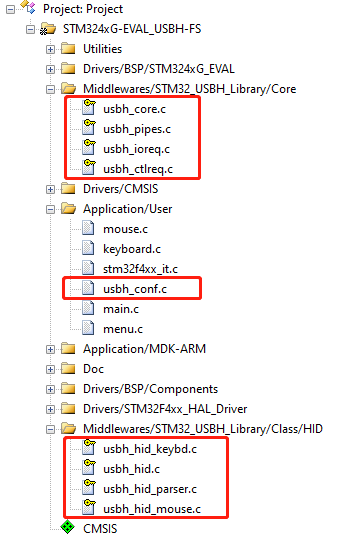 Project: Project
STM324xG-EVAL_USBH-FS
Utilities
Drivers/BSP/STM324xG_EVAL
Middlewares/STM32_USBH_Library/Core
usbh_core.c
usbh_pipes.c
usbh_ioreq.c
usbh_ctlreq.c
Drivers/CMSIS
Application/User
mouse.c
keyboard.c
stm32f4xx_it.c
usbh_conf.c
main.c
menu.c
Application/MDK-ARM
Doc
Drivers/BSP/Components
Drivers/STM32F4xx_HAL_Driver
Middlewares/STM32_USBH_Library/Class/HID
usbh_hid_keybd.c
usbh_hid.c
usbh_hid_parser.c
usbh_hid_mouse.c
CMSIS